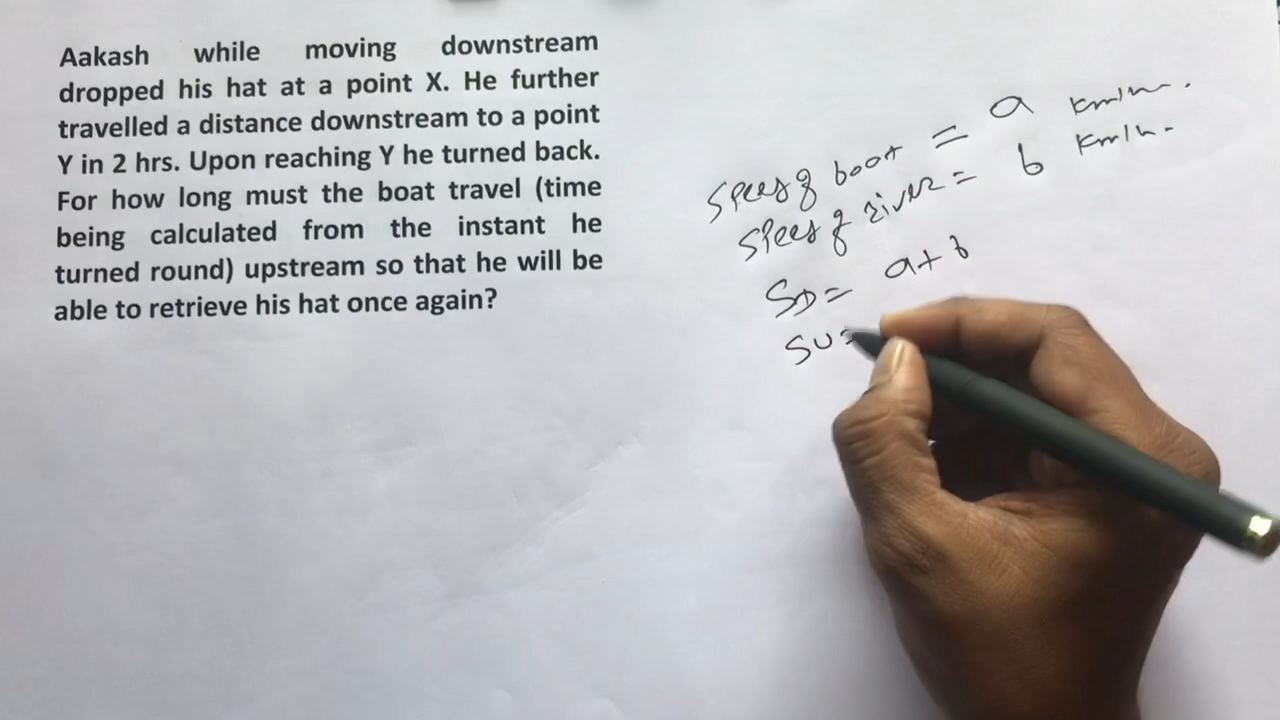 Aakash while moving downstream
dropped his hat at a point X. He further
travelled a distance downstream to a point
Y in 2 hrs. Upon reaching Y he turned back.
For how long must the boat travel (time
being calculated from the instant he
turned round) upstream so that he will be
able to retrieve his hat once again?
Speed of boat = a km/hr.
Speed of river = b km/h.
SD = a+b
SU =